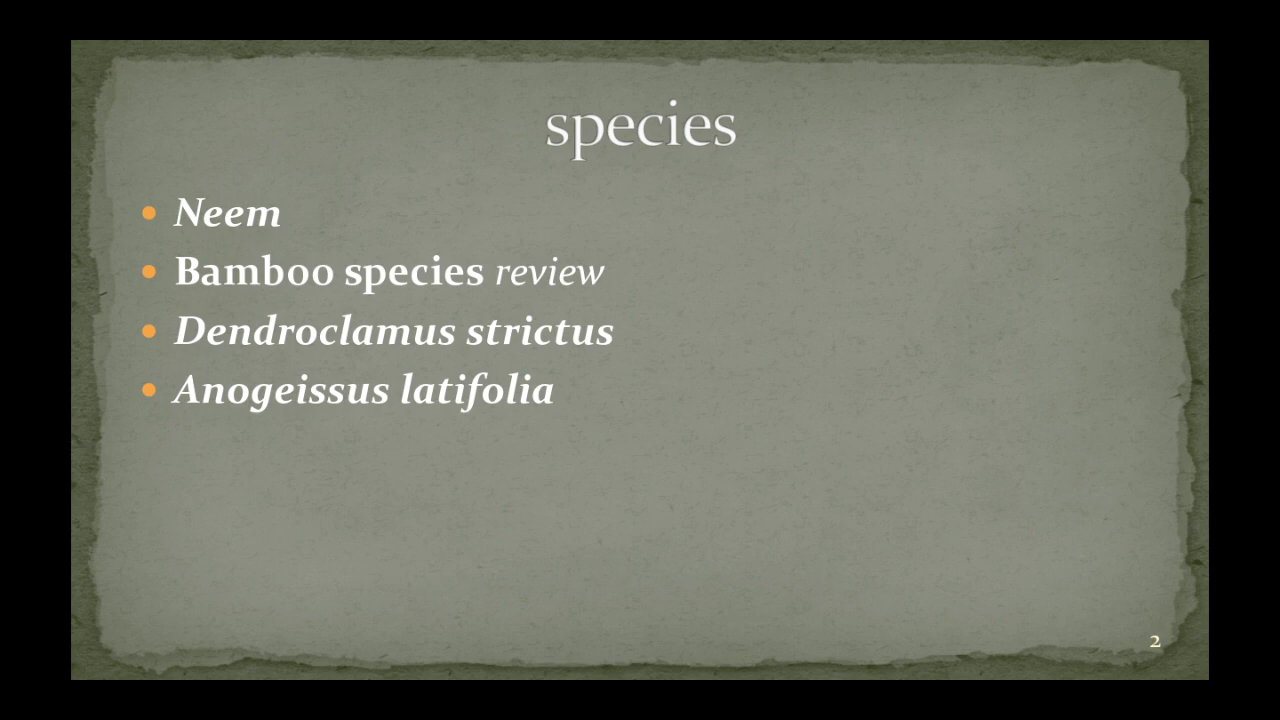 species
Neem
Bamboo species review
Dendroclamus strictus
Anogeissus latifolia
2